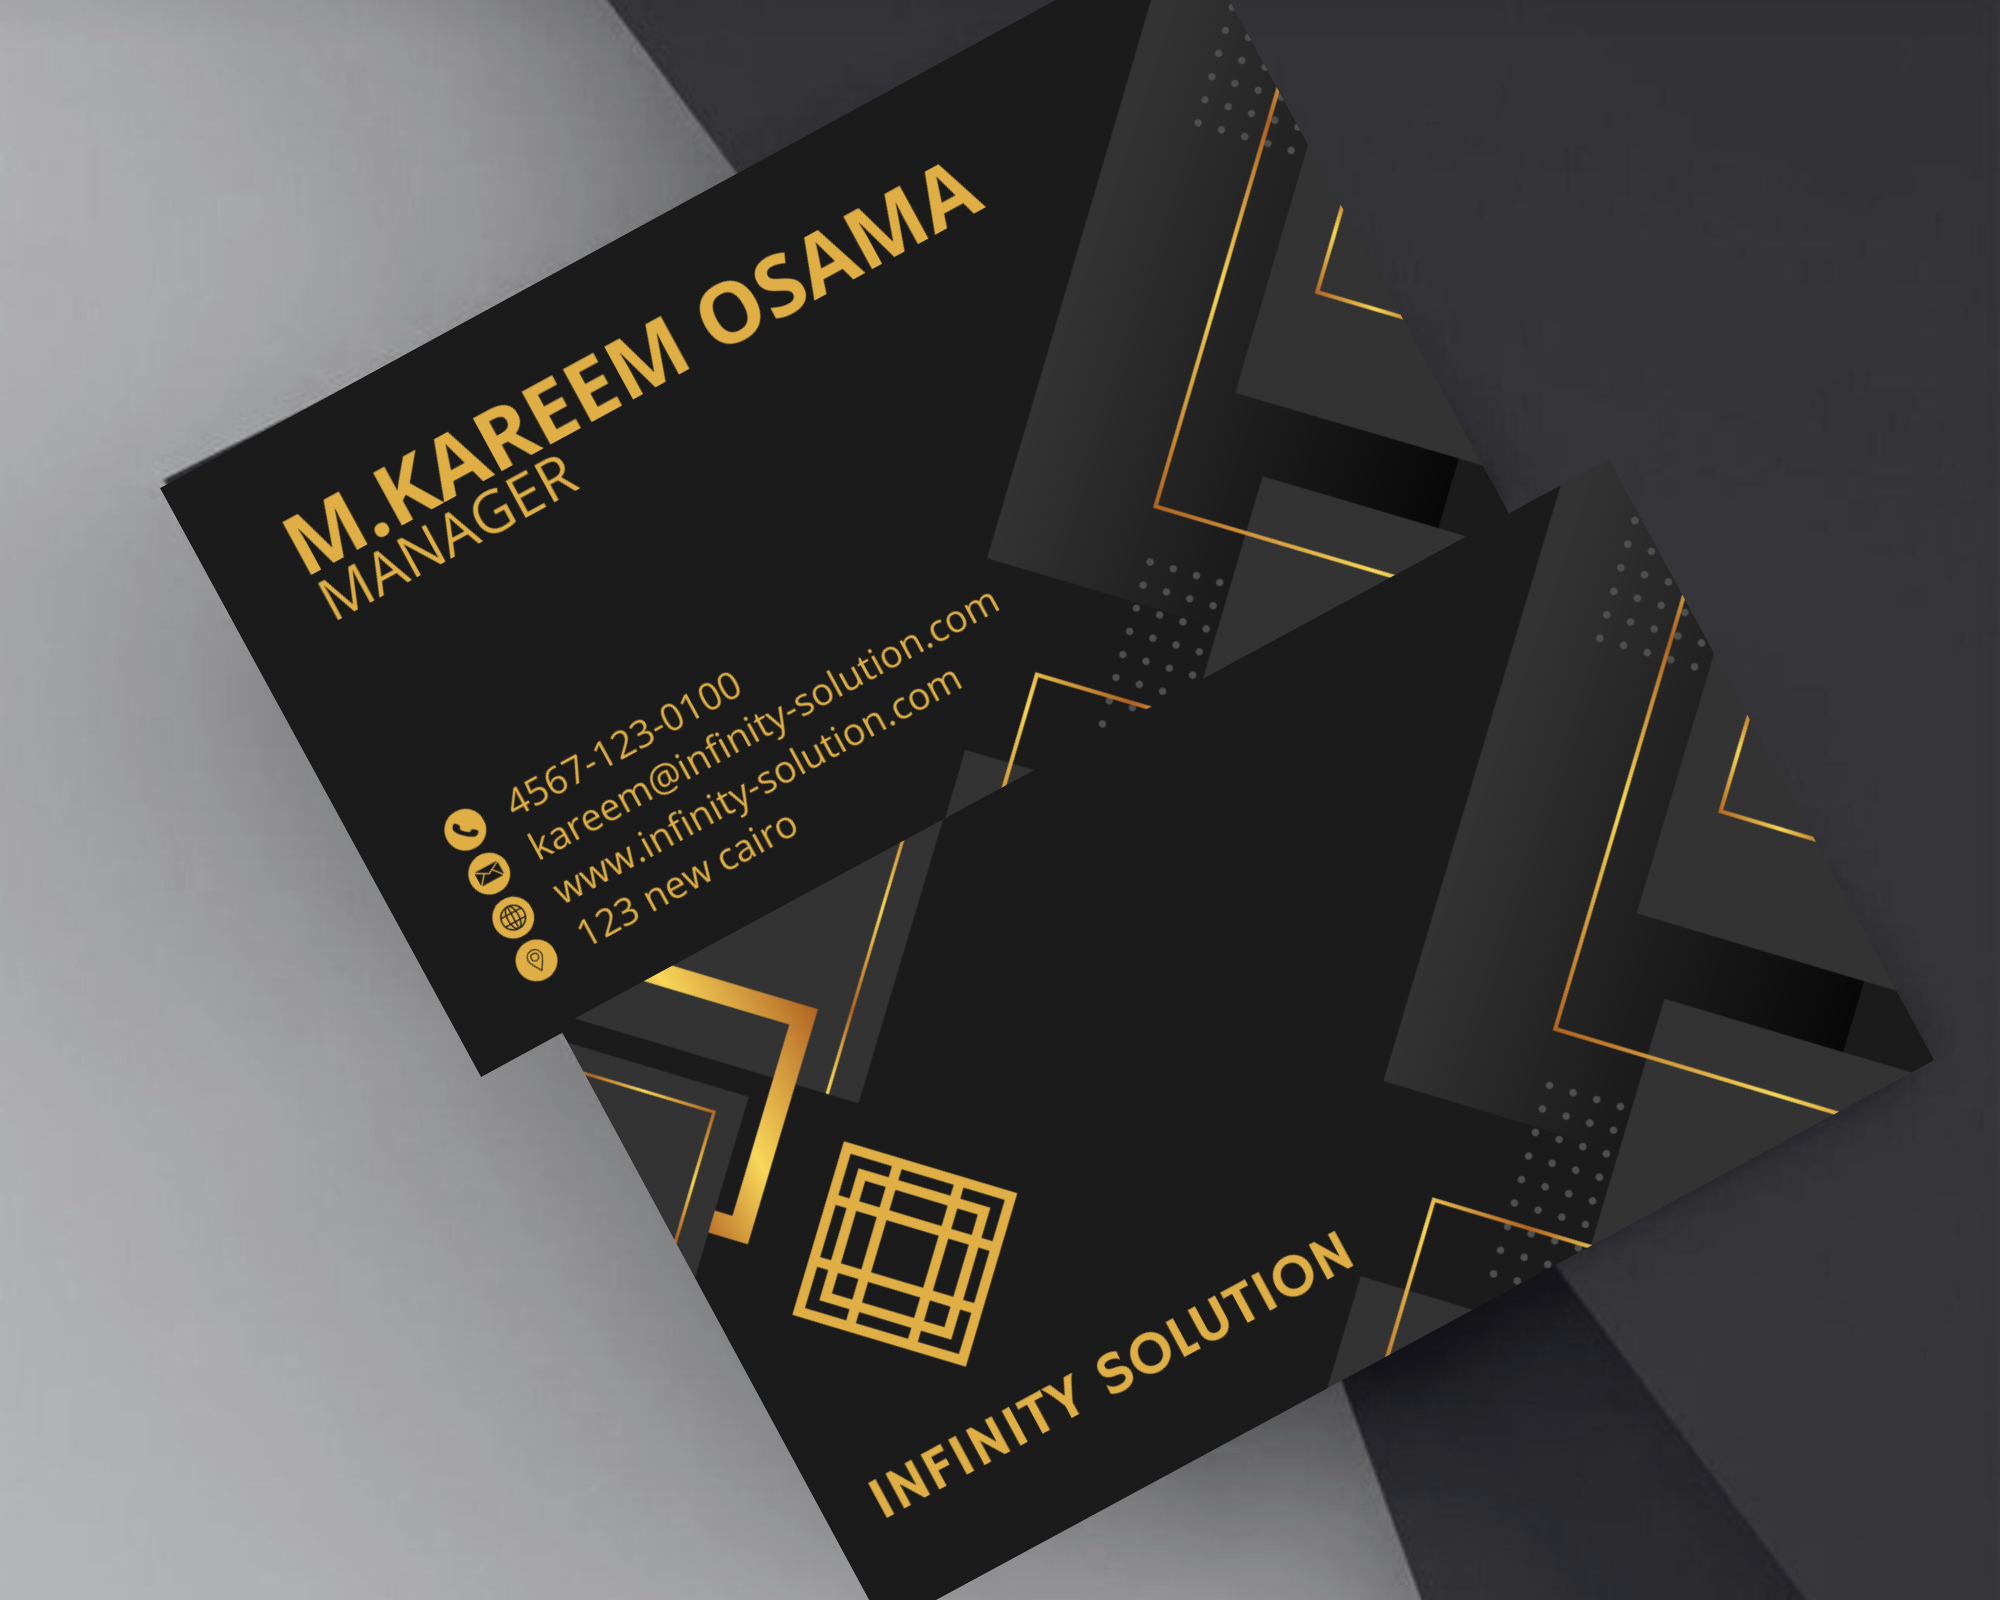 M.KAREEM OSAMA
MANAGER
4567-123-0100
kareem@infinity-solution.com
www.infinity-solution.com
123 new cairo
INFINITY SOLUTION